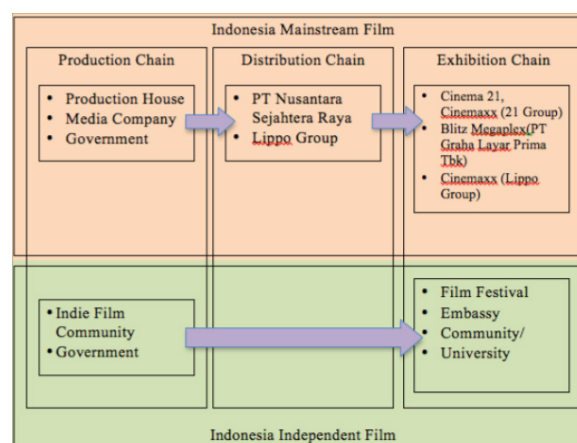 Indonesia Mainstream Film
Production Chain
• Production House
• Media Company
• Government
Distribution Chain
• PT Nusantara
Sejahtera Raya
• Lippo Group
Exhibition Chain
• Cinema 21,
Cinemaxx (21 Group)
• Blitz Megaplex(PT
Graha Layar Prima
Tbk)
• Cinemaxx (Lippo
Group)
• Indie Film
Community
• Government
• Film Festival
• Embassy
• Community/
University
Indonesia Independent Film